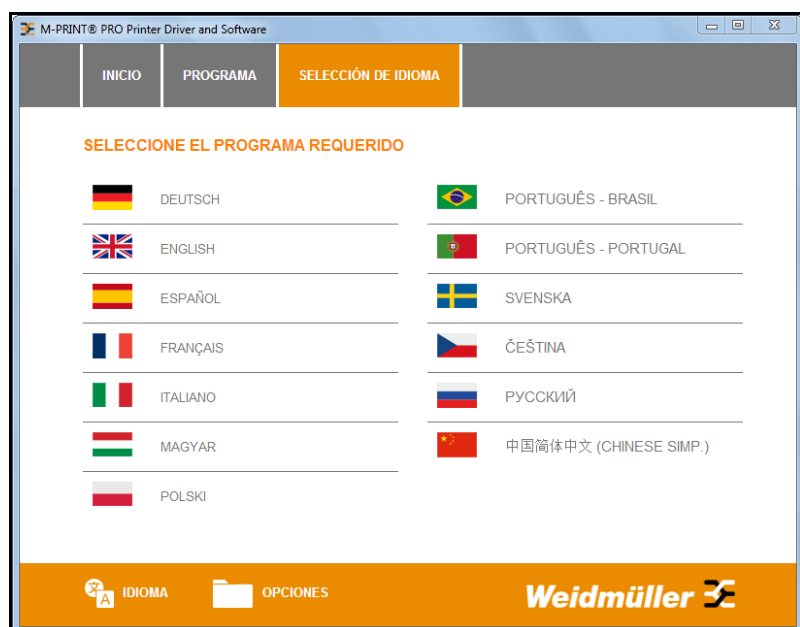 M-PRINT® PRO Printer Driver and Software
INICIO
PROGRAMA
SELECCIÓN DE IDIOMA
SELECCIONE EL PROGRAMA REQUERIDO
DEUTSCH
ENGLISH
ESPAÑOL
FRANÇAIS
ITALIANO
MAGYAR
POLSKI
PORTUGUÊS - BRASIL
PORTUGUÊS - PORTUGAL
SVENSKA
ČEŠTINA
РУССКИЙ
中国简体中文 (CHINESE SIMP.)
IDIOMA
OPCIONES
Weidmüller